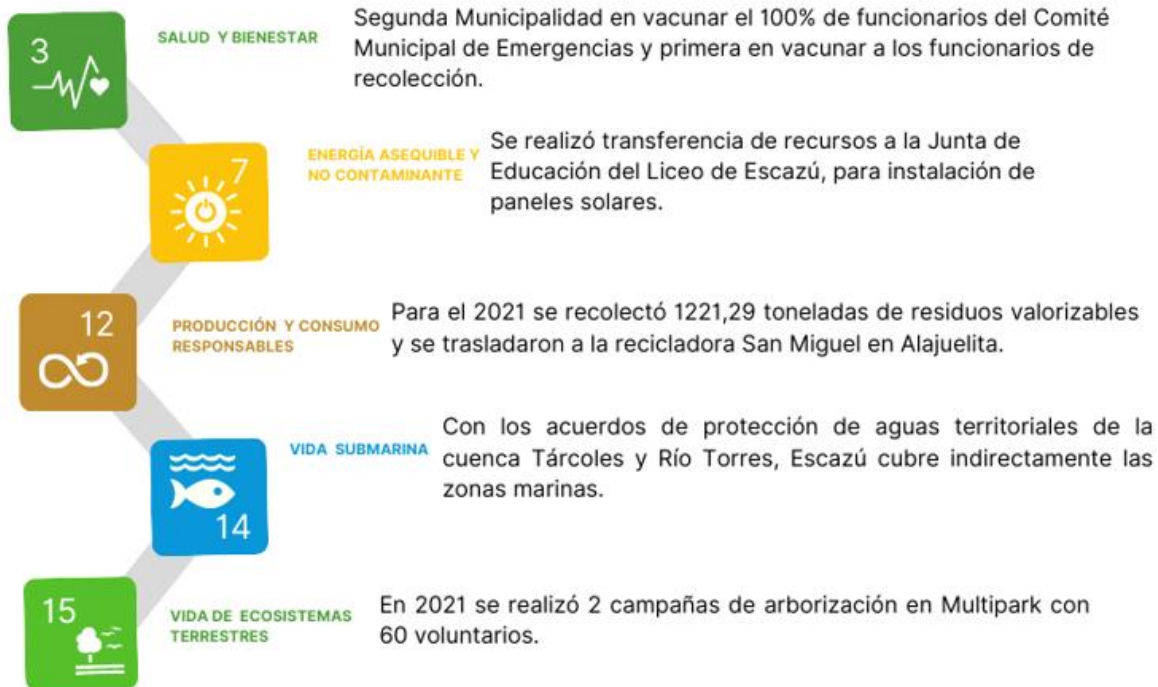 3
SALUD Y BIENESTAR
Segunda Municipalidad en vacunar el 100% de funcionarios del Comité
Municipal de Emergencias y primera en vacunar a los funcionarios de
recolección.
7
ENERGÍA ASEQUIBLE Y
NO CONTAMINANTE
Se realizó transferencia de recursos a la Junta de
Educación del Liceo de Escazú, para instalación de
paneles solares.
12
PRODUCCIÓN Y CONSUMO
RESPONSABLES
Para el 2021 se recolectó 1221,29 toneladas de residuos valorizables
y se trasladaron a la recicladora San Miguel en Alajuelita.
14
VIDA SUBMARINA
Con los acuerdos de protección de aguas territoriales de la
cuenca Tárcoles y Río Torres, Escazú cubre indirectamente las
zonas marinas.
15
VIDA DE ECOSISTEMAS
TERRESTRES
En 2021 se realizó 2 campañas de arborización en Multipark con
60 voluntarios.